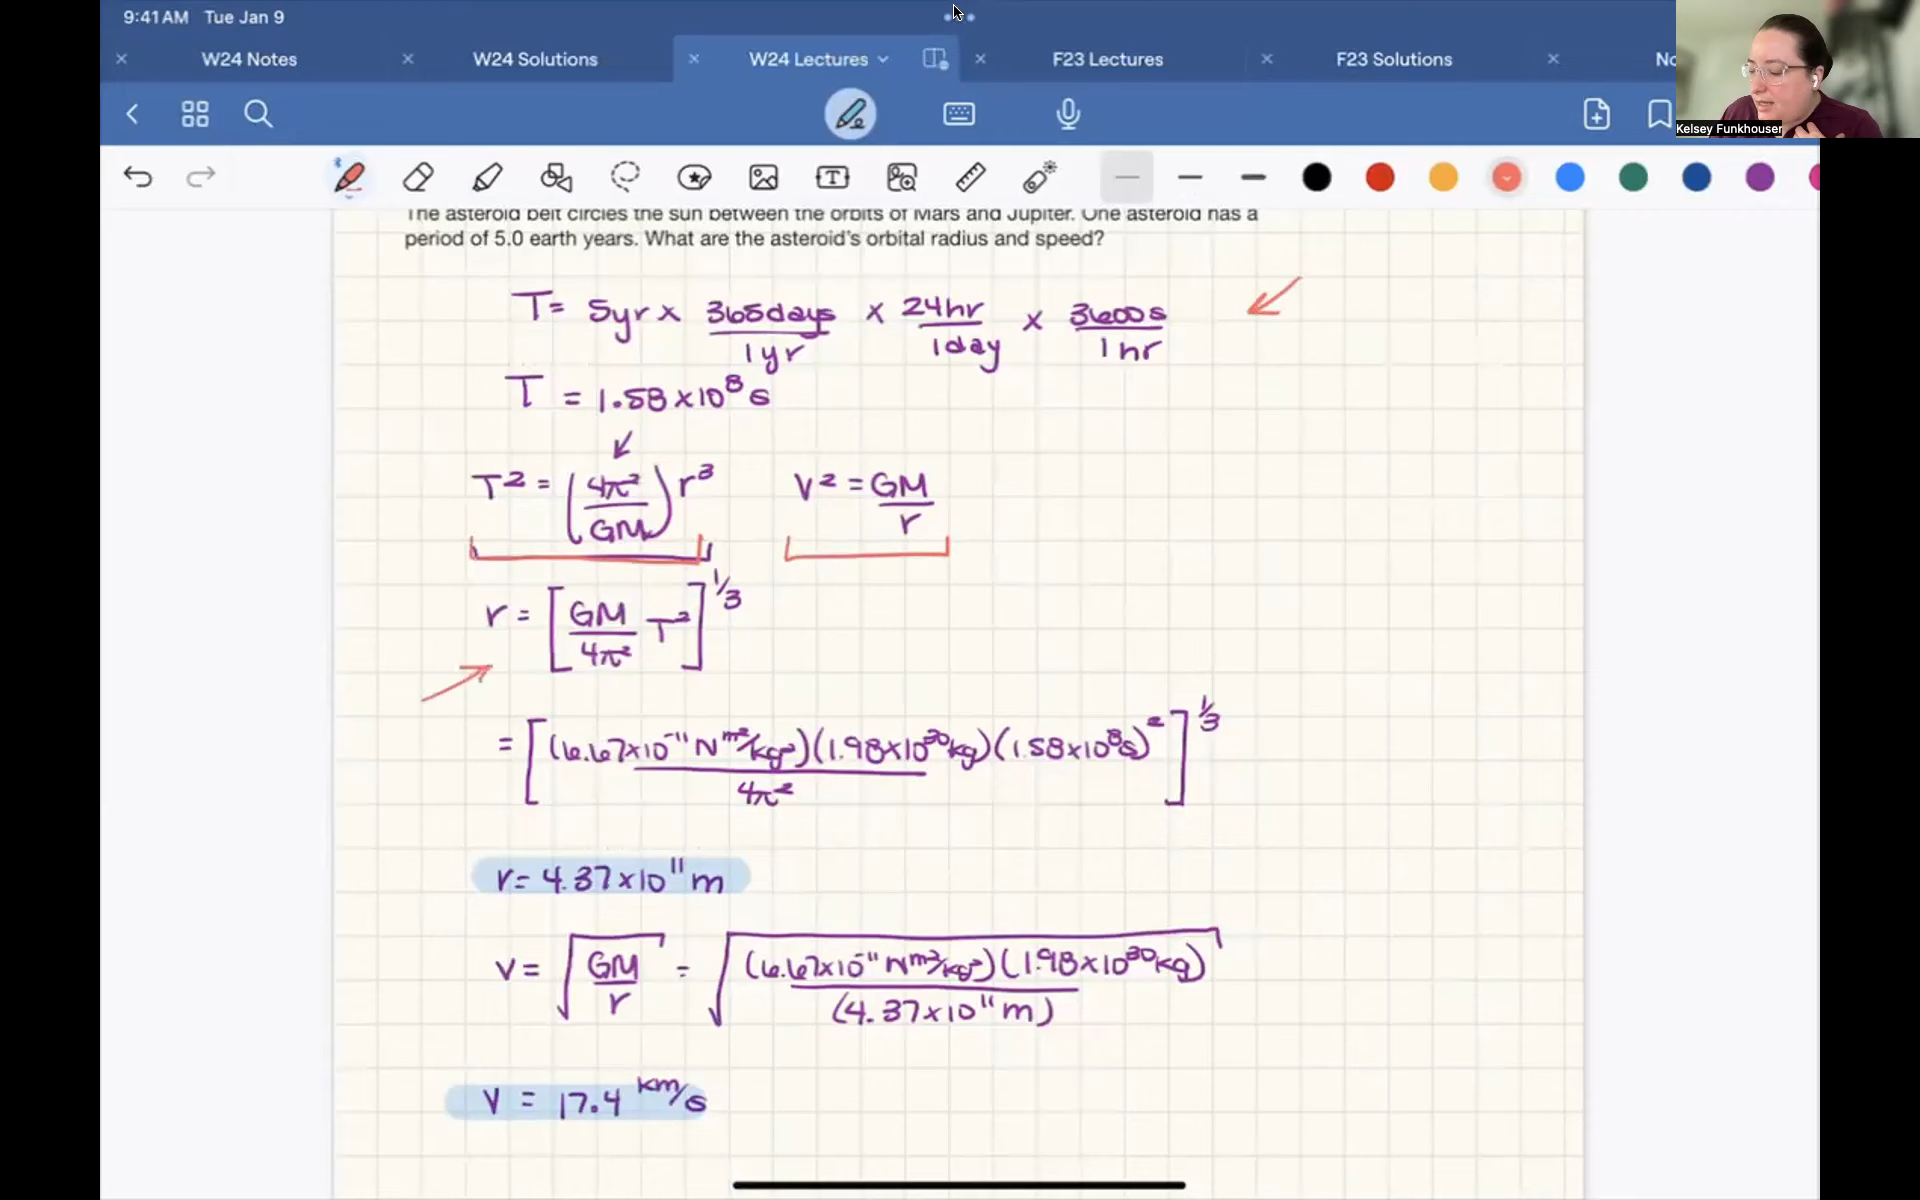 9:41 AM Tue Jan 9
W24 Notes
W24 Solutions
W24 Lectures
F23 Lectures
F23 Solutions
Kelsey Funkhouser
The asteroid belt circles the sun between the orbits of Mars and Jupiter. One asteroid has a
period of 5.0 earth years. What are the asteroid's orbital radius and speed?
T = 5yr × 365days/1yr × 24hr/1day × 3600s/1hr
T = 1.58×10⁸ s
T² = (4π²/GM) r³
V² = GM/r
r = [GM/4π² T²]^1/3
= [(6.67×10⁻¹¹ N m²/kg²)(1.98×10³⁰ kg)(1.58×10⁸ s)²/4π²]^1/3
r = 4.37×10¹¹ m
v = √GM/r = √(6.67×10⁻¹¹ N m²/kg²)(1.98×10³⁰ kg)/(4.37×10¹¹ m)
V = 17.4 km/s